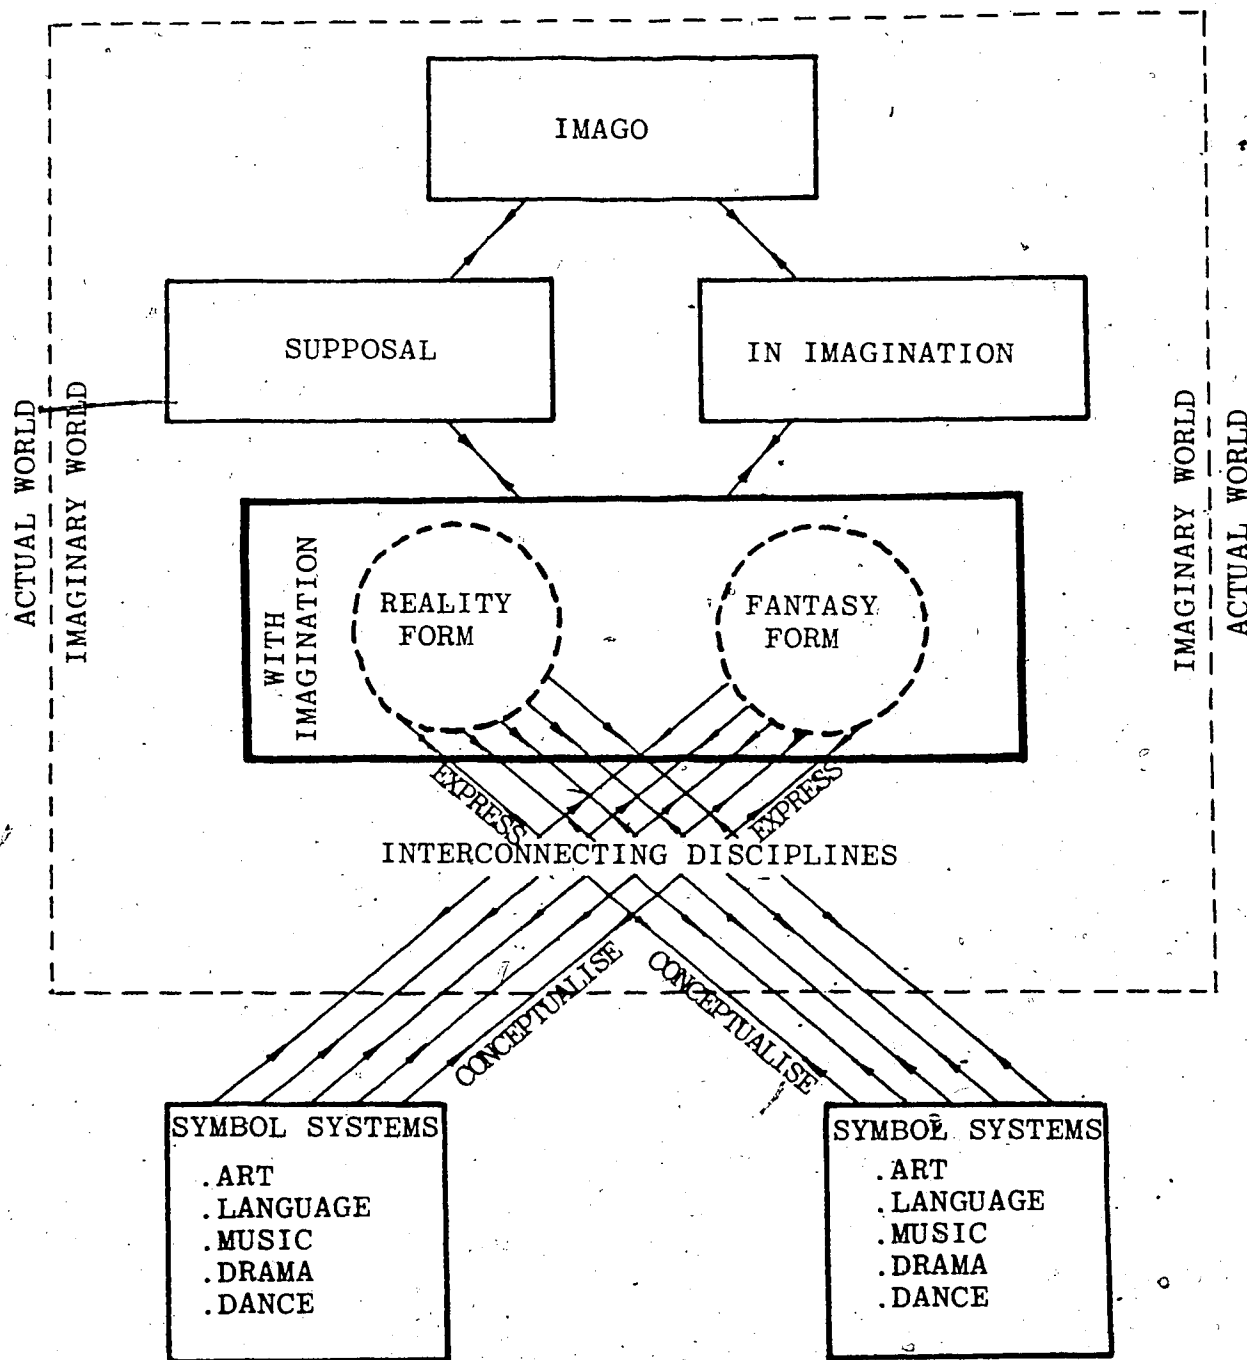 IMAGO
SUPPOSAL
IN IMAGINATION
ACTUAL WORLD
IMAGINARY WORLD
IMAGINARY WORLD
ACTUAL WORLD
WITH
IMAGINATION
REALITY
FORM
FANTASY
FORM
EXPRESS
EXPRESS
INTERCONNECTING DISCIPLINES
CONCEPTUALISE
CONCEPTUALISE
SYMBOL SYSTEMS
.ART
.LANGUAGE
.MUSIC
.DRAMA
.DANCE
SYMBOL SYSTEMS
.ART
.LANGUAGE
.MUSIC
.DRAMA
.DANCE